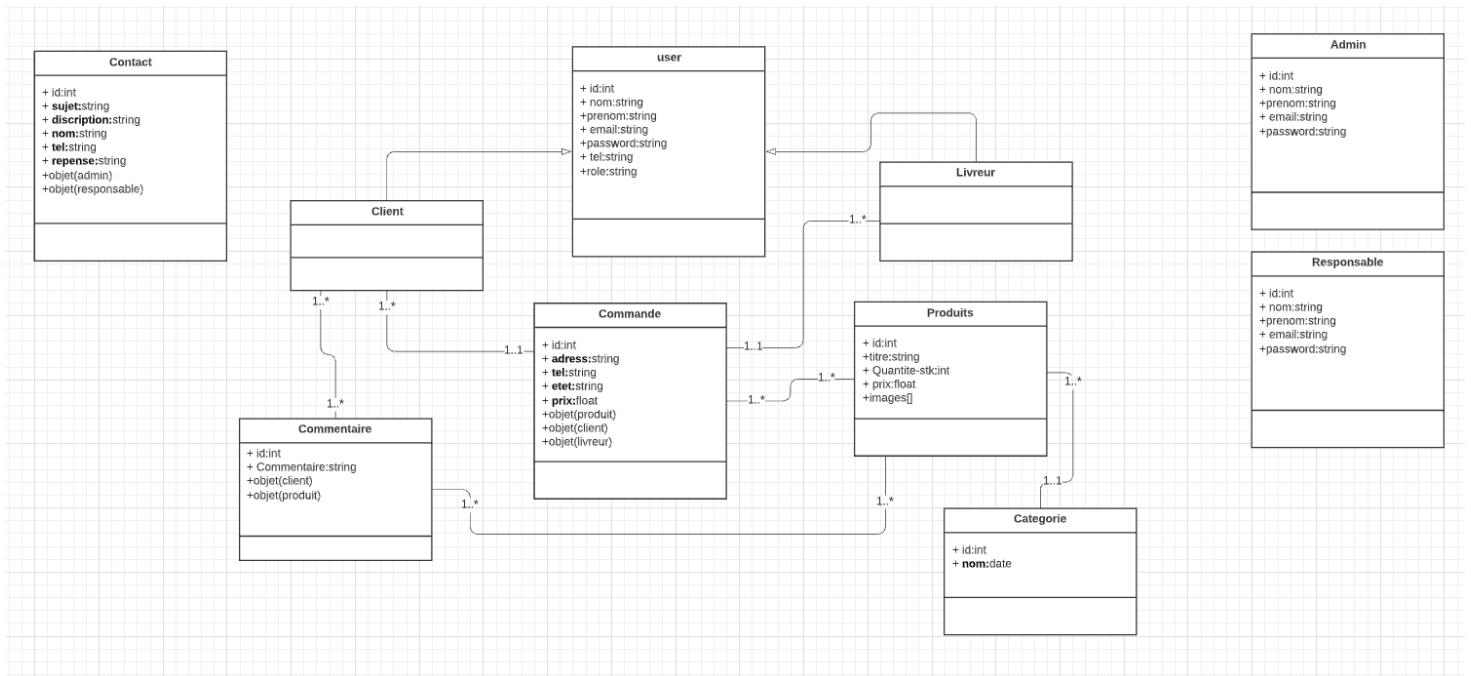 Contact
+ id:int
+ sujet:string
+ discription:string
+ nom:string
+ tel:string
+ repense:string
+objet(admin)
+objet(responsable)
user
+ id:int
+ nom:string
+prenom:string
+ email:string
+password:string
+ tel:string
+role:string
Admin
+ id:int
+ nom:string
+prenom:string
+ email:string
+password:string
Client
Livreur
1..*
Responsable
+ id:int
+ nom:string
+prenom:string
+ email:string
+password:string
1..*
1..*
1..1
Commande
+ id:int
+ adress:string
+ tel:string
+ etet:string
+ prix:float
+objet(produit)
+objet(client)
+objet(livreur)
1..1
1..*
1..*
Produits
+ id:int
+titre:string
+ Quantite-stk:int
+ prix:float
+images[]
1..*
1..*
Commentaire
+ id:int
+ Commentaire:string
+objet(client)
+objet(produit)
1..*
1..*
1..1
Categorie
+ id:int
+ nom:date